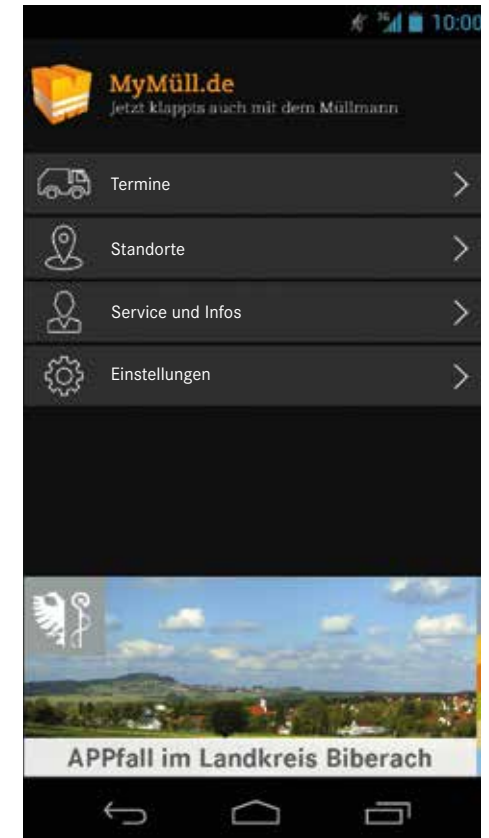 3G 10:00
MyMüll.de
Jetzt klappts auch mit dem Müllmann
Termine
Standorte
Service und Infos
Einstellungen
APPfall im Landkreis Biberach